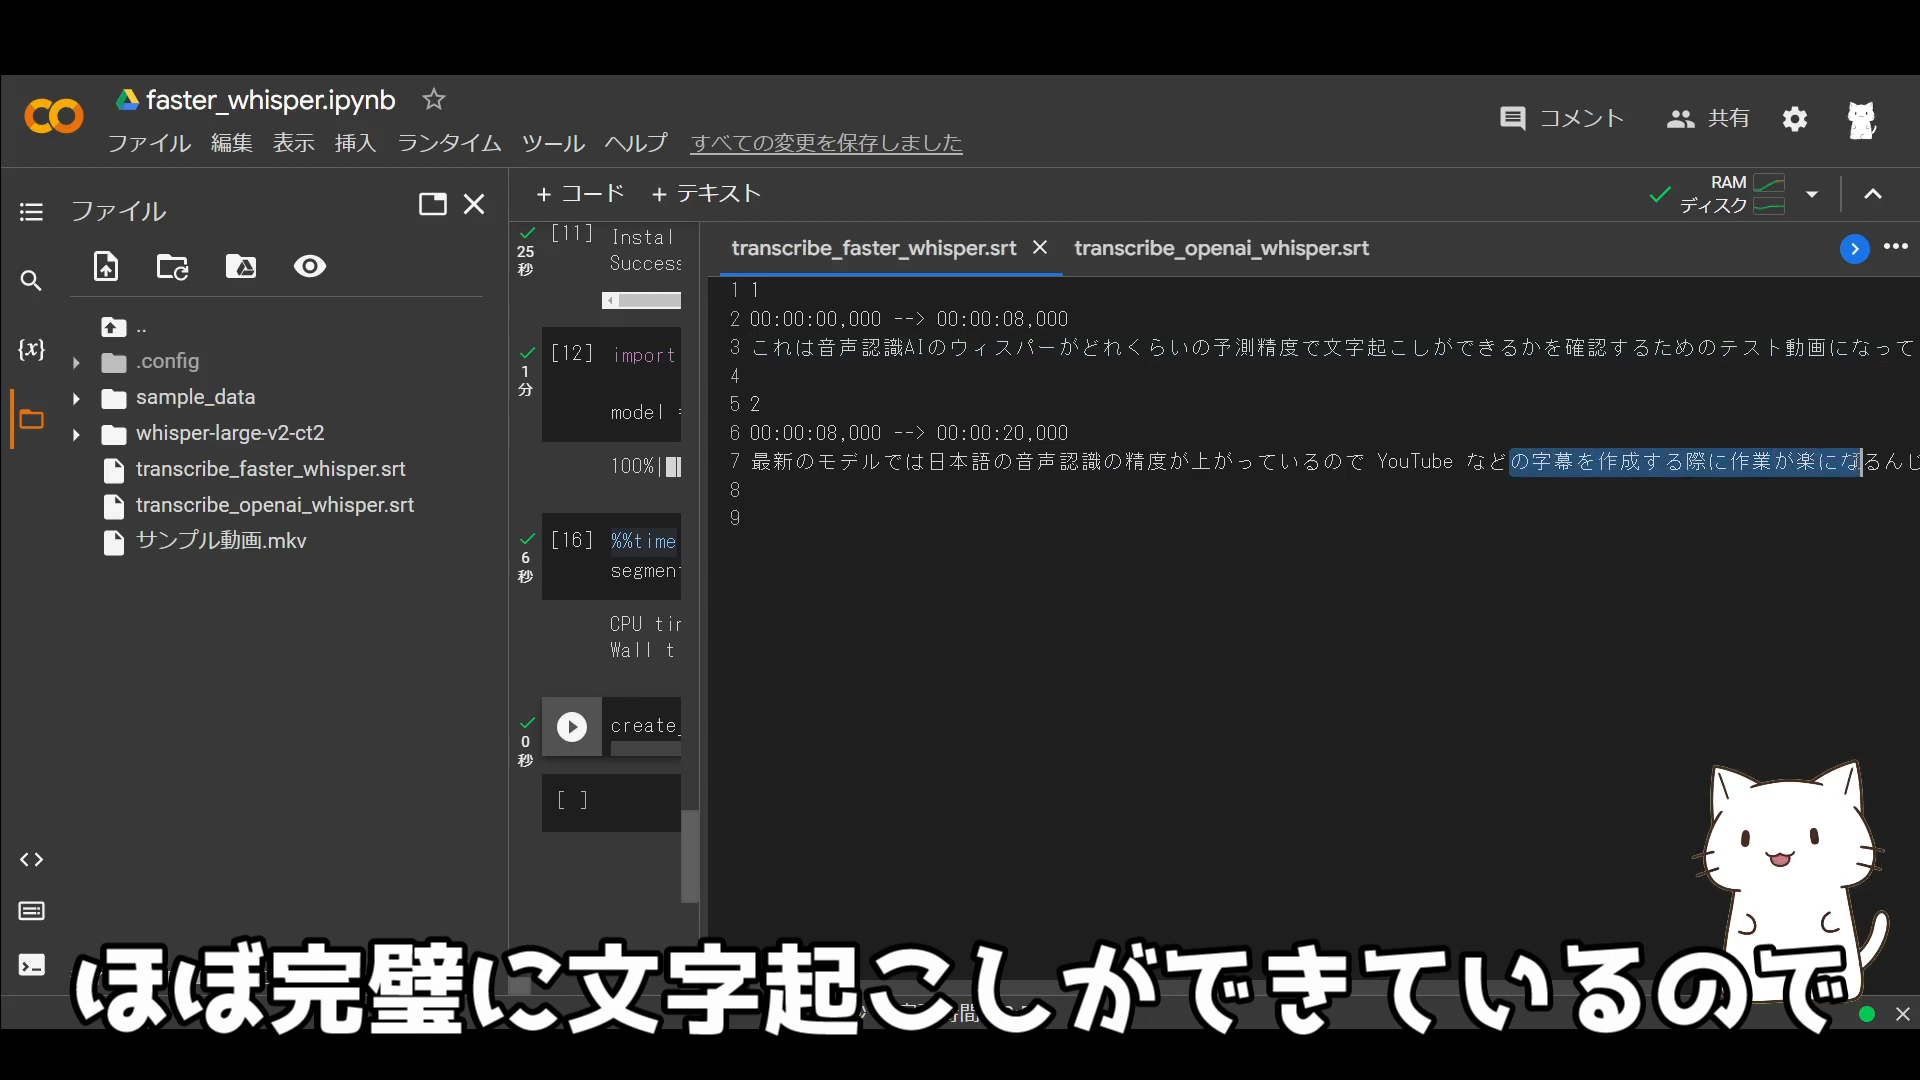 faster_whisper.ipynb
ファイル 編集 表示 挿入 ランタイム ツール ヘルプ すべての変更を保存しました
コメント 共有
ファイル
+ コード + テキスト
RAM
ディスク
..
.config
sample_data
whisper-large-v2-ct2
transcribe_faster_whisper.srt
transcribe_openai_whisper.srt
サンプル動画.mkv
{x}
25
秒
[11] Instal
Success
1
分
[12] import
model
100%
6
秒
[16] %%time
segment
CPU tim
Wall t
0
秒
create_
[ ]
transcribe_faster_whisper.srt transcribe_openai_whisper.srt
1 1
2 00:00:00,000 --> 00:00:08,000
3 これは音声認識AIのウィスパーがどれくらいの予測精度で文字起こしができるかを確認するためのテスト動画になって
4
5 2
6 00:00:08,000 --> 00:00:20,000
7 最新のモデルでは日本語の音声認識の精度が上がっているので YouTube などの字幕を作成する際に作業が楽になるんじ
8
9
ほぼ完璧に文字起こしができているので